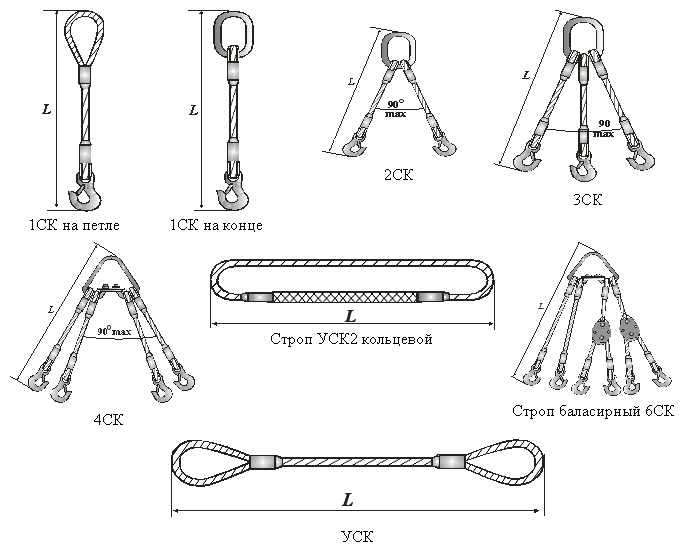 L
L
L
90°
max
L
90
max
2СК
3СК
1СК на петле
1СК на конце
L
90° max
L
Строп УСК2 кольцевой
L
4СК
Строп баласирный 6СК
L
УСК